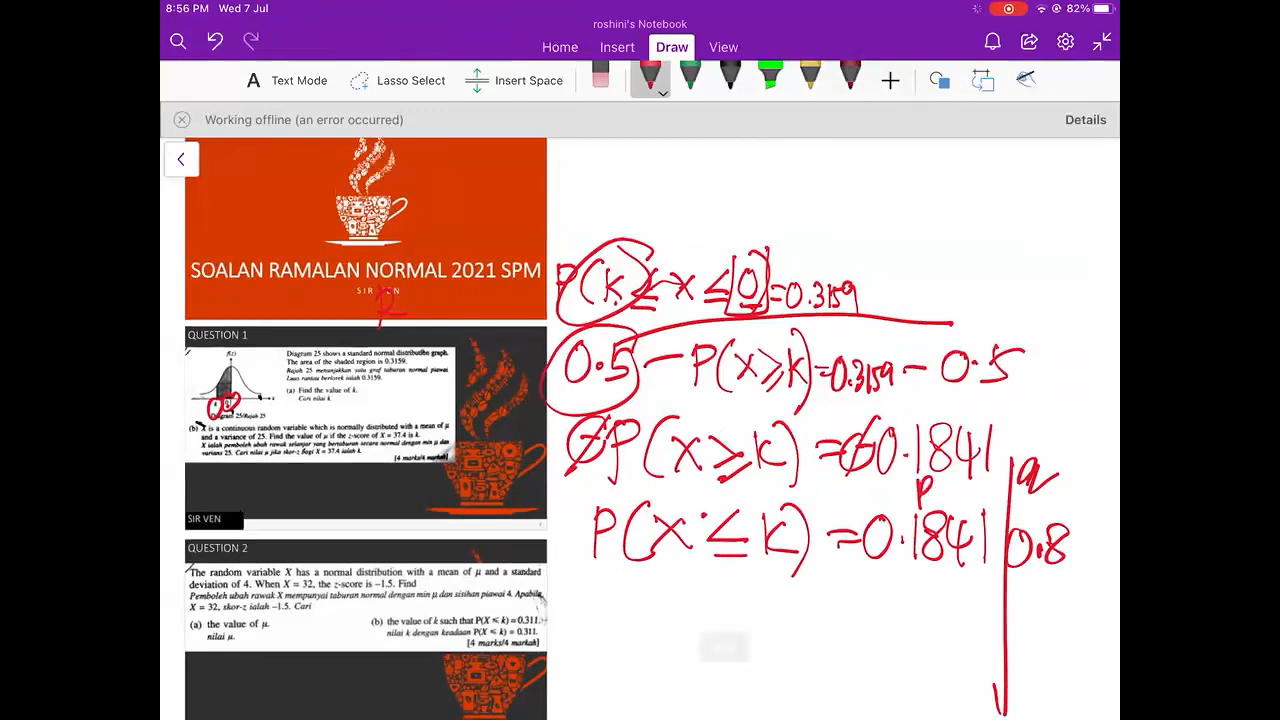 8:56 PM Wed 7 Jul 82%
roshini's Notebook
Home Insert Draw View
Text Mode Lasso Select Insert Space
Working offline (an error occurred) Details
SOALAN RAMALAN NORMAL 2021 SPM
SIR VEN
QUESTION 1
f(z)
Diagram 25 shows a standard normal distribution graph.
The area of the shaded region is 0.3159.
Rajah 25 menunjukkan satu graf taburan normal piawai
Luas rantau berlorek ialah 0.3159.
(a) Find the value of k.
Cari nilai k.
Diagram 25/Rajah 25
(b) X is a continuous random variable which is normally distributed with a mean of μ
and a variance of 25. Find the value of μ if the z-score of X = 37.4 is k.
X ialah pemboleh ubah rawak selanjar yang bertaburan secara normal dengan min μ dan
varians 25. Cari nilai μ jika skor-z bagi X = 37.4 ialah k.
[4 marks/4 markah]
SIR VEN
QUESTION 2
The random variable X has a normal distribution with a mean of μ and a standard
deviation of 4. When X = 32, the z-score is −1.5. Find
Pemboleh ubah rawak X mempunyai taburan normal dengan min μ dan sisihan piawai 4. Apabila
X = 32, skor-z ialah −1.5. Cari
(a) the value of μ.
nilai μ.
(b) the value of k such that P(X ≤ k) = 0.311.
nilai k dengan keadaan P(X ≤ k) = 0.311.
[4 marks/4 markah]
P(k ≤ X ≤ 0) = 0.3159
0.5 − P(X ≥ k) = 0.3159 − 0.5
P(X ≥ k) = 0.1841
P q
P(X ≤ k) = 0.1841 0.8